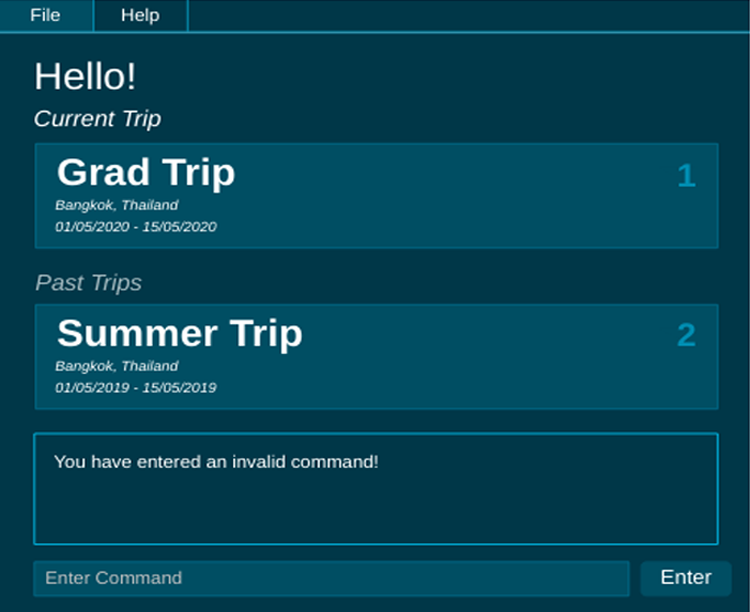 File Help
Hello!
Current Trip
Grad Trip 1
Bangkok, Thailand
01/05/2020 - 15/05/2020
Past Trips
Summer Trip 2
Bangkok, Thailand
01/05/2019 - 15/05/2019
You have entered an invalid command!
Enter Command Enter